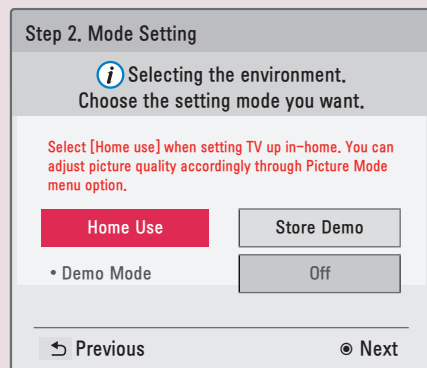 Step 2. Mode Setting
i Selecting the environment.
Choose the setting mode you want.
Select [Home use] when setting TV up in-home. You can
adjust picture quality accordingly through Picture Mode
menu option.
Home Use Store Demo
• Demo Mode Off
Previous Next